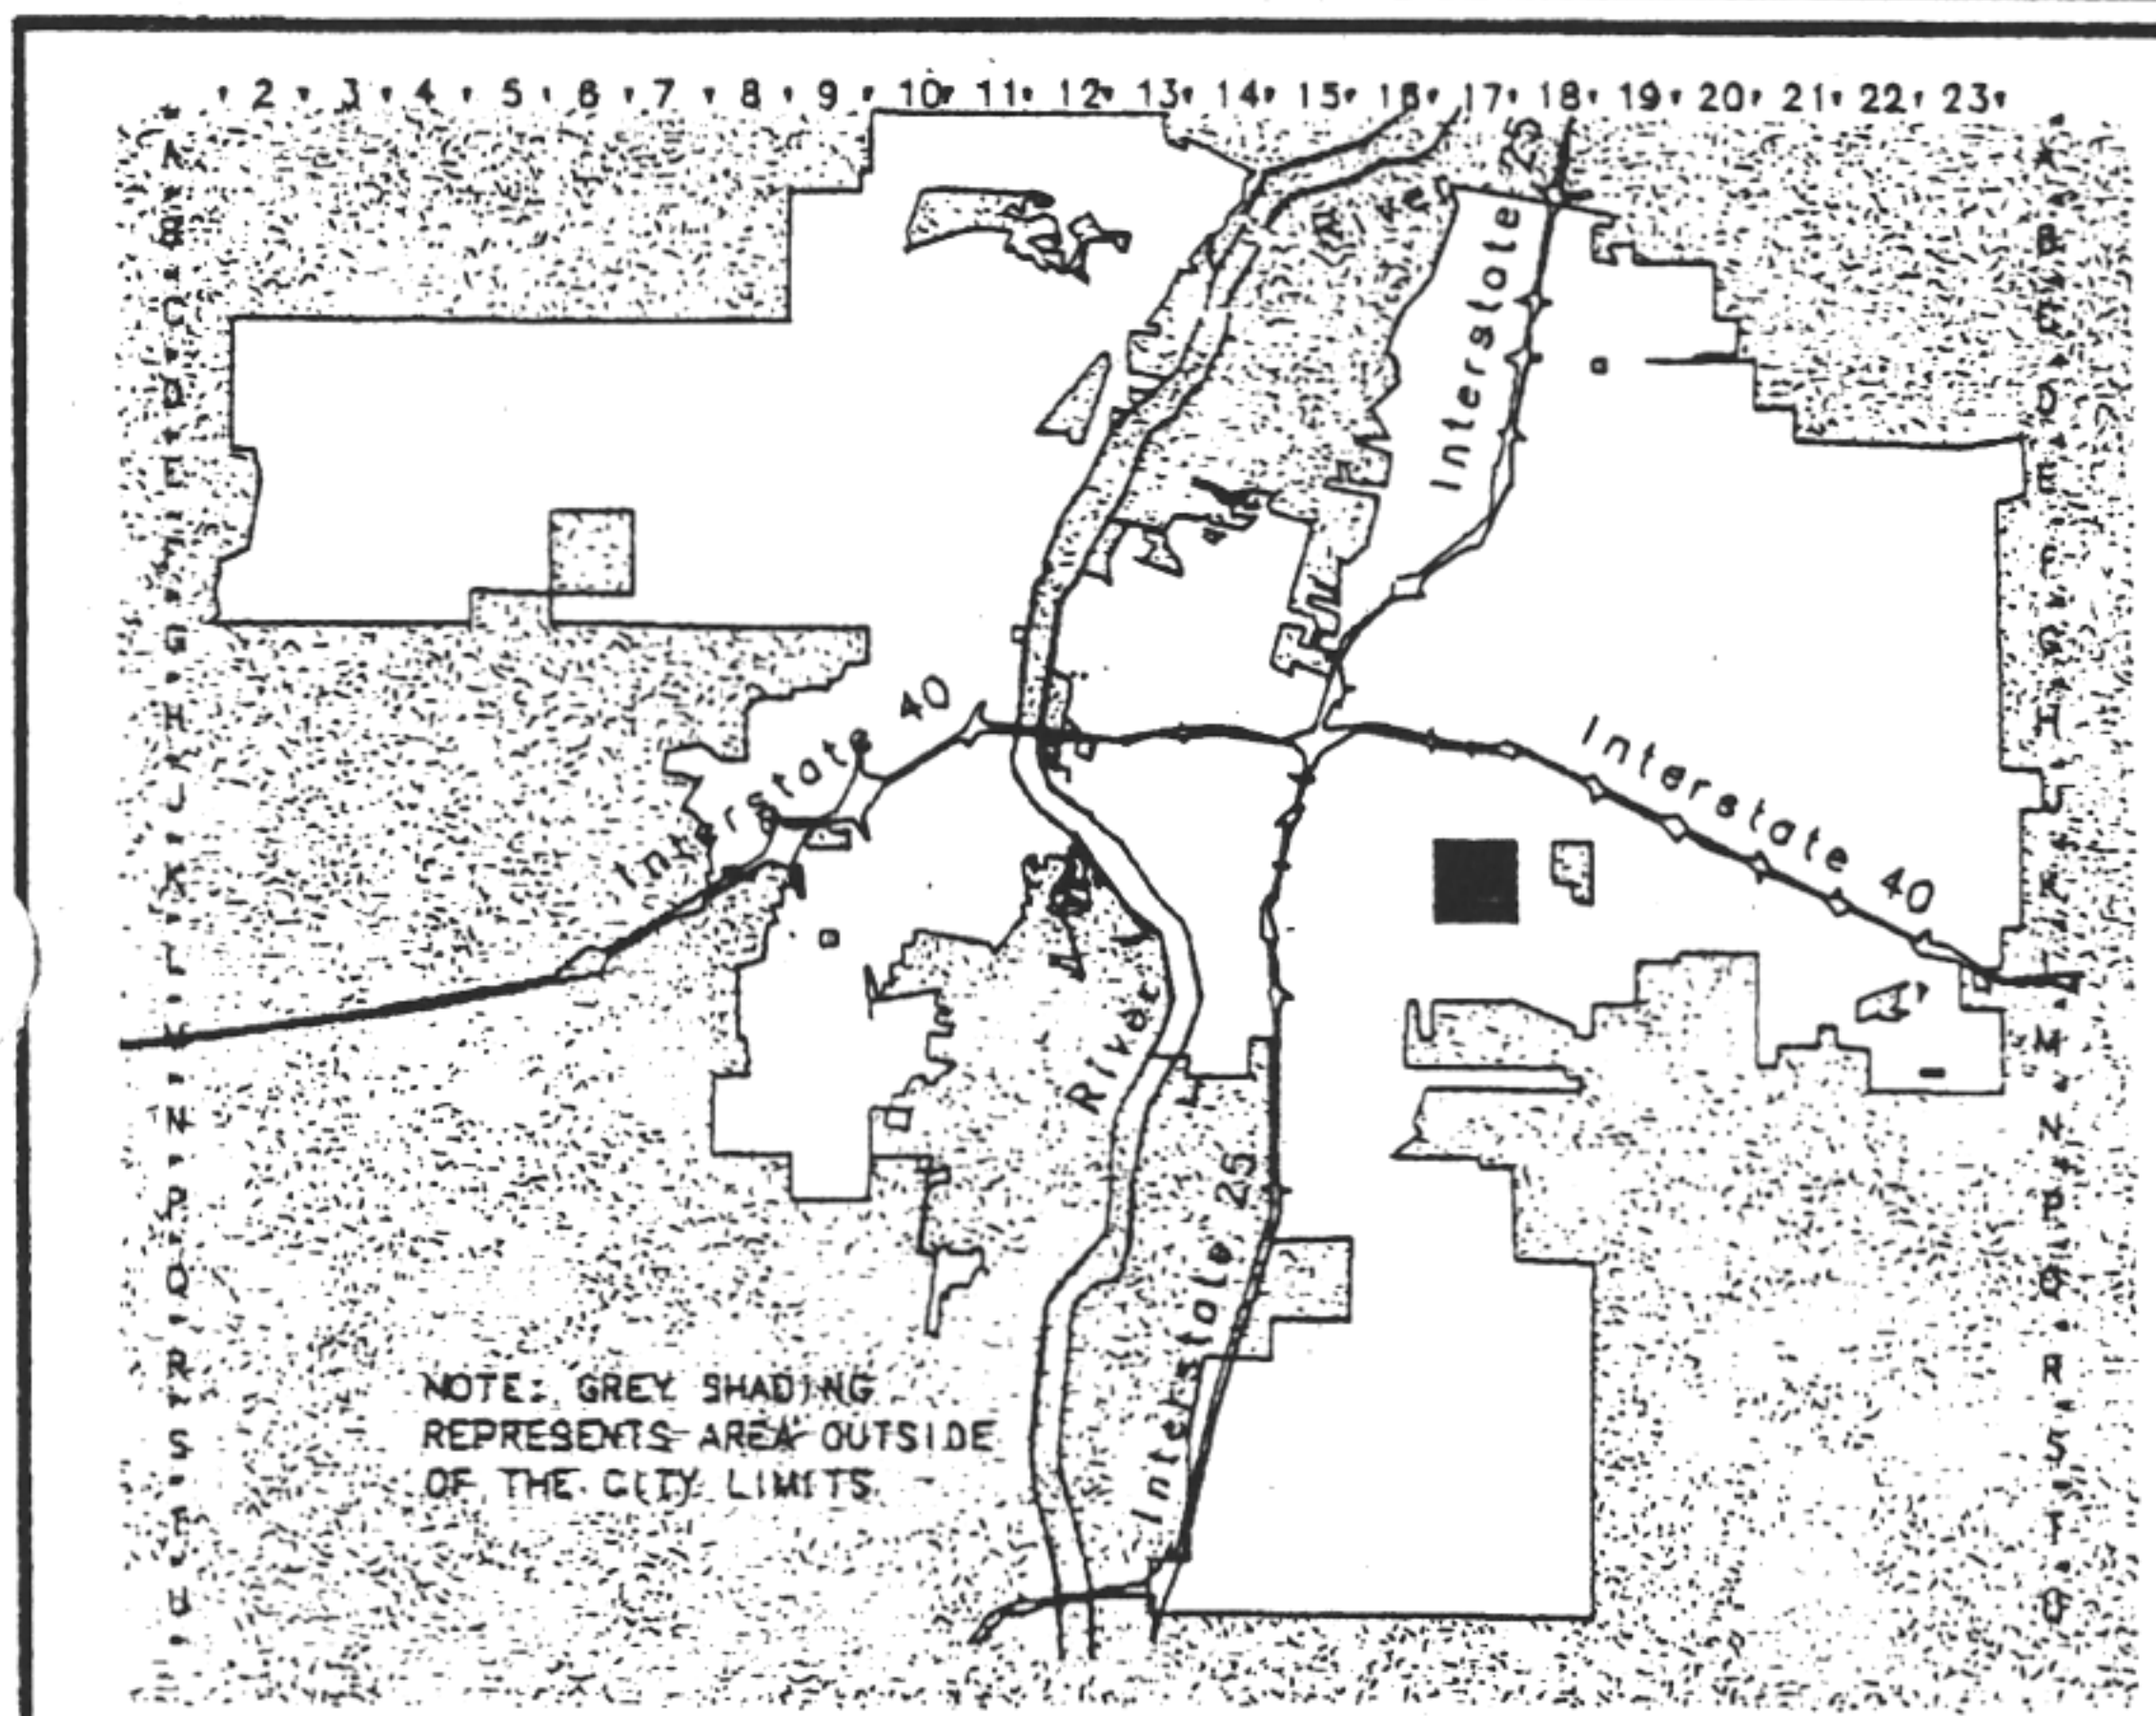 2 3 4 5 6 7 8 9 10 11 12 13 14 15 16 17 18 19 20 21 22 23
Interstate 25
Interstate 40
Interstate 40
River
Interstate 25
NOTE: GREY SHADING
REPRESENTS AREA OUTSIDE
OF THE CITY LIMITS
A
B
C
D
E
F
G
H
J
K
L
M
N
P
Q
R
S
T
U
A
B
C
D
E
F
G
H
J
K
L
M
N
P
Q
R
S
T
U